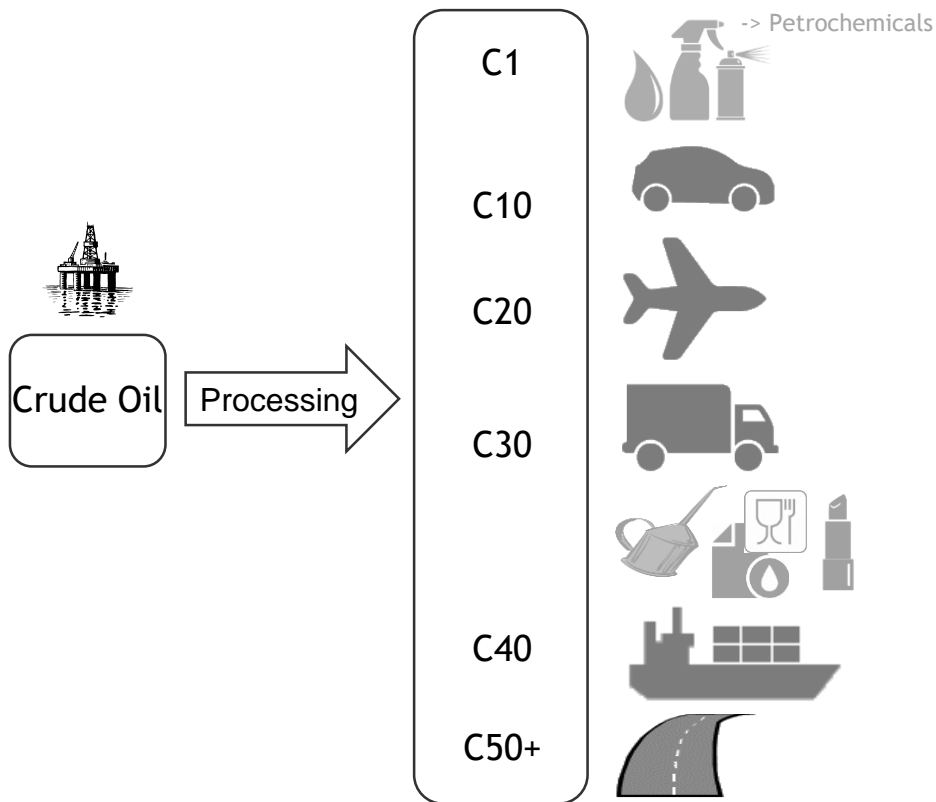 -> Petrochemicals
C1
C10
C20
Crude Oil
Processing
C30
C40
C50+